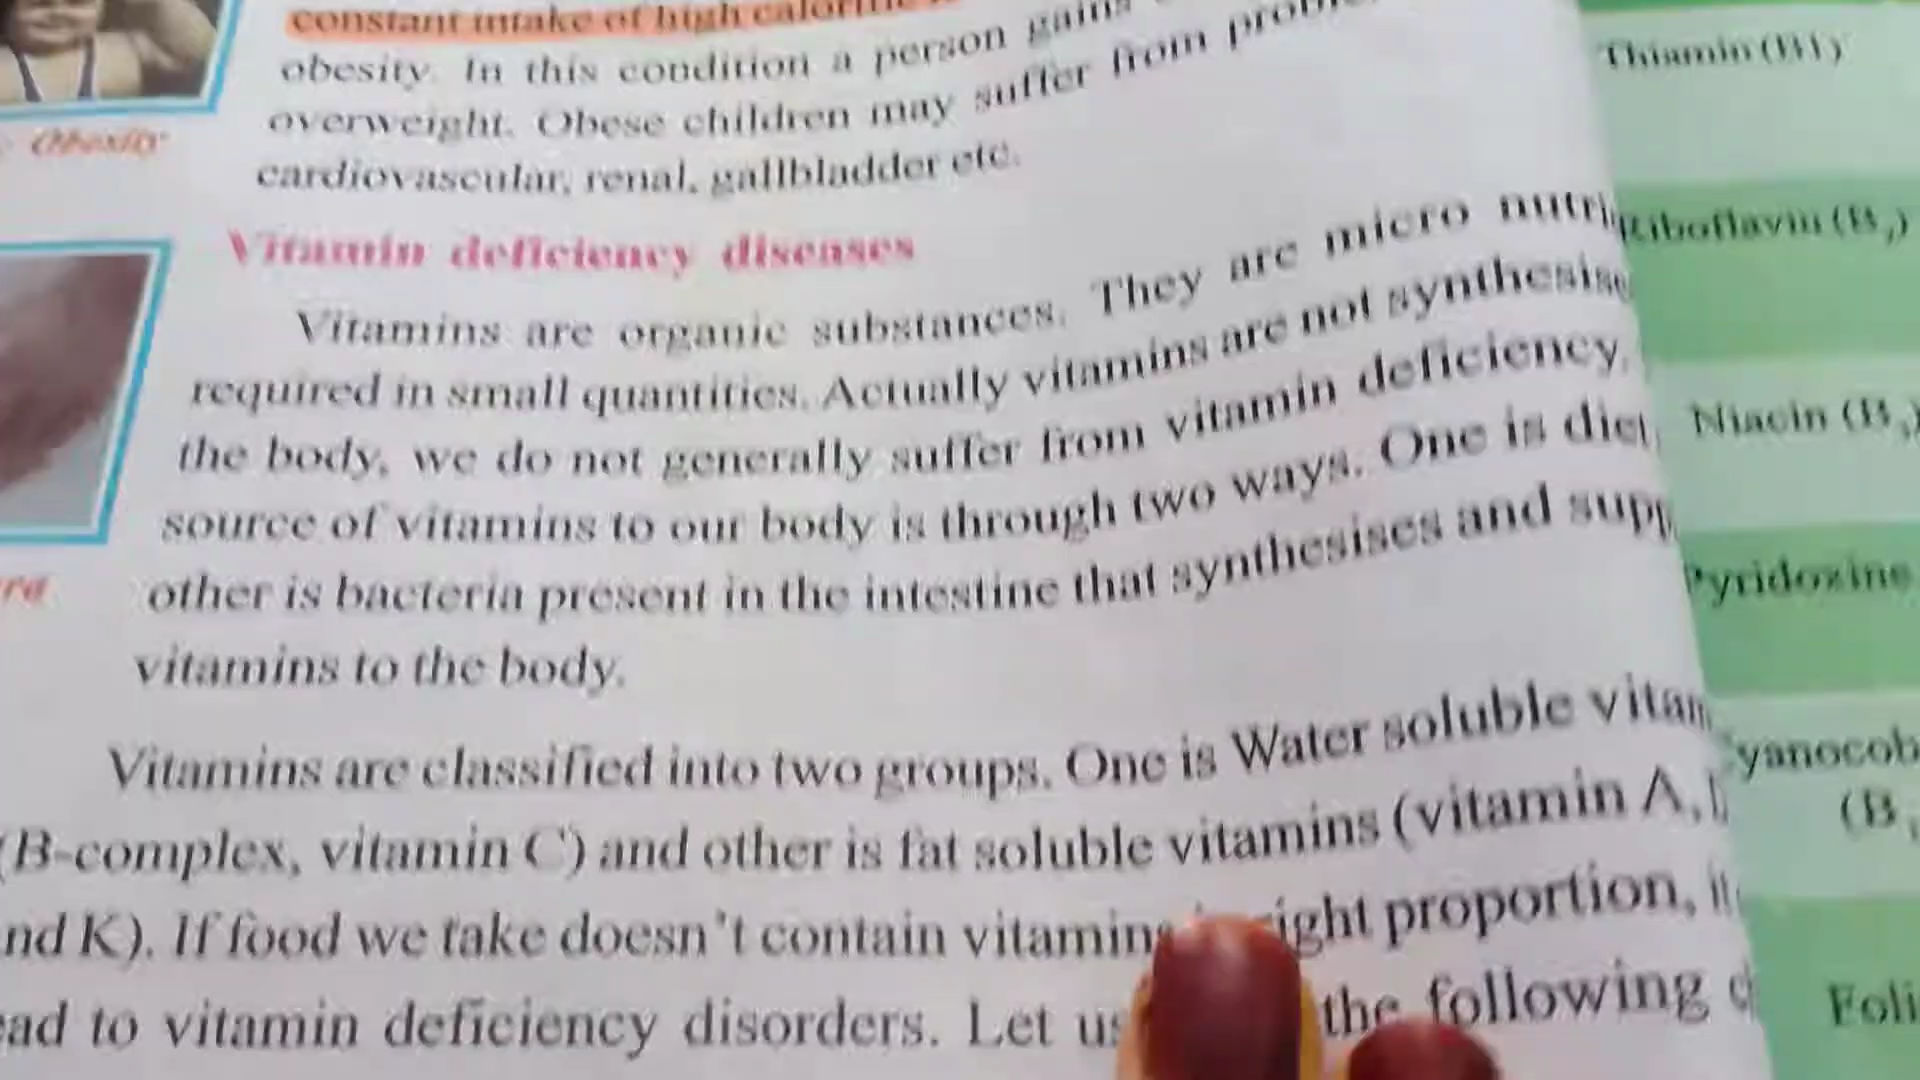 constant intake of high calorific
obesity. In this condition a person gains
overweight. Obese children may suffer from
cardiovascular, renal, gallbladder etc.
Obesity
Vitamin deficiency diseases
Vitamins are organic substances. They are micro nutri
required in small quantities. Actually vitamins are not synthesise
the body, we do not generally suffer from vitamin deficiency.
source of vitamins to our body is through two ways. One is diet
other is bacteria present in the intestine that synthesises and supp
vitamins to the body.
Vitamins are classified into two groups. One is Water soluble vitam
(B-complex, vitamin C) and other is fat soluble vitamins (vitamin A,
nd K). If food we take doesn't contain vitamins right proportion, it
ead to vitamin deficiency disorders. Let us the following
Thiamin (B1)
Riboflavin (B2)
Niacin (B3)
Pyridoxine
yanocob
(B
Foli